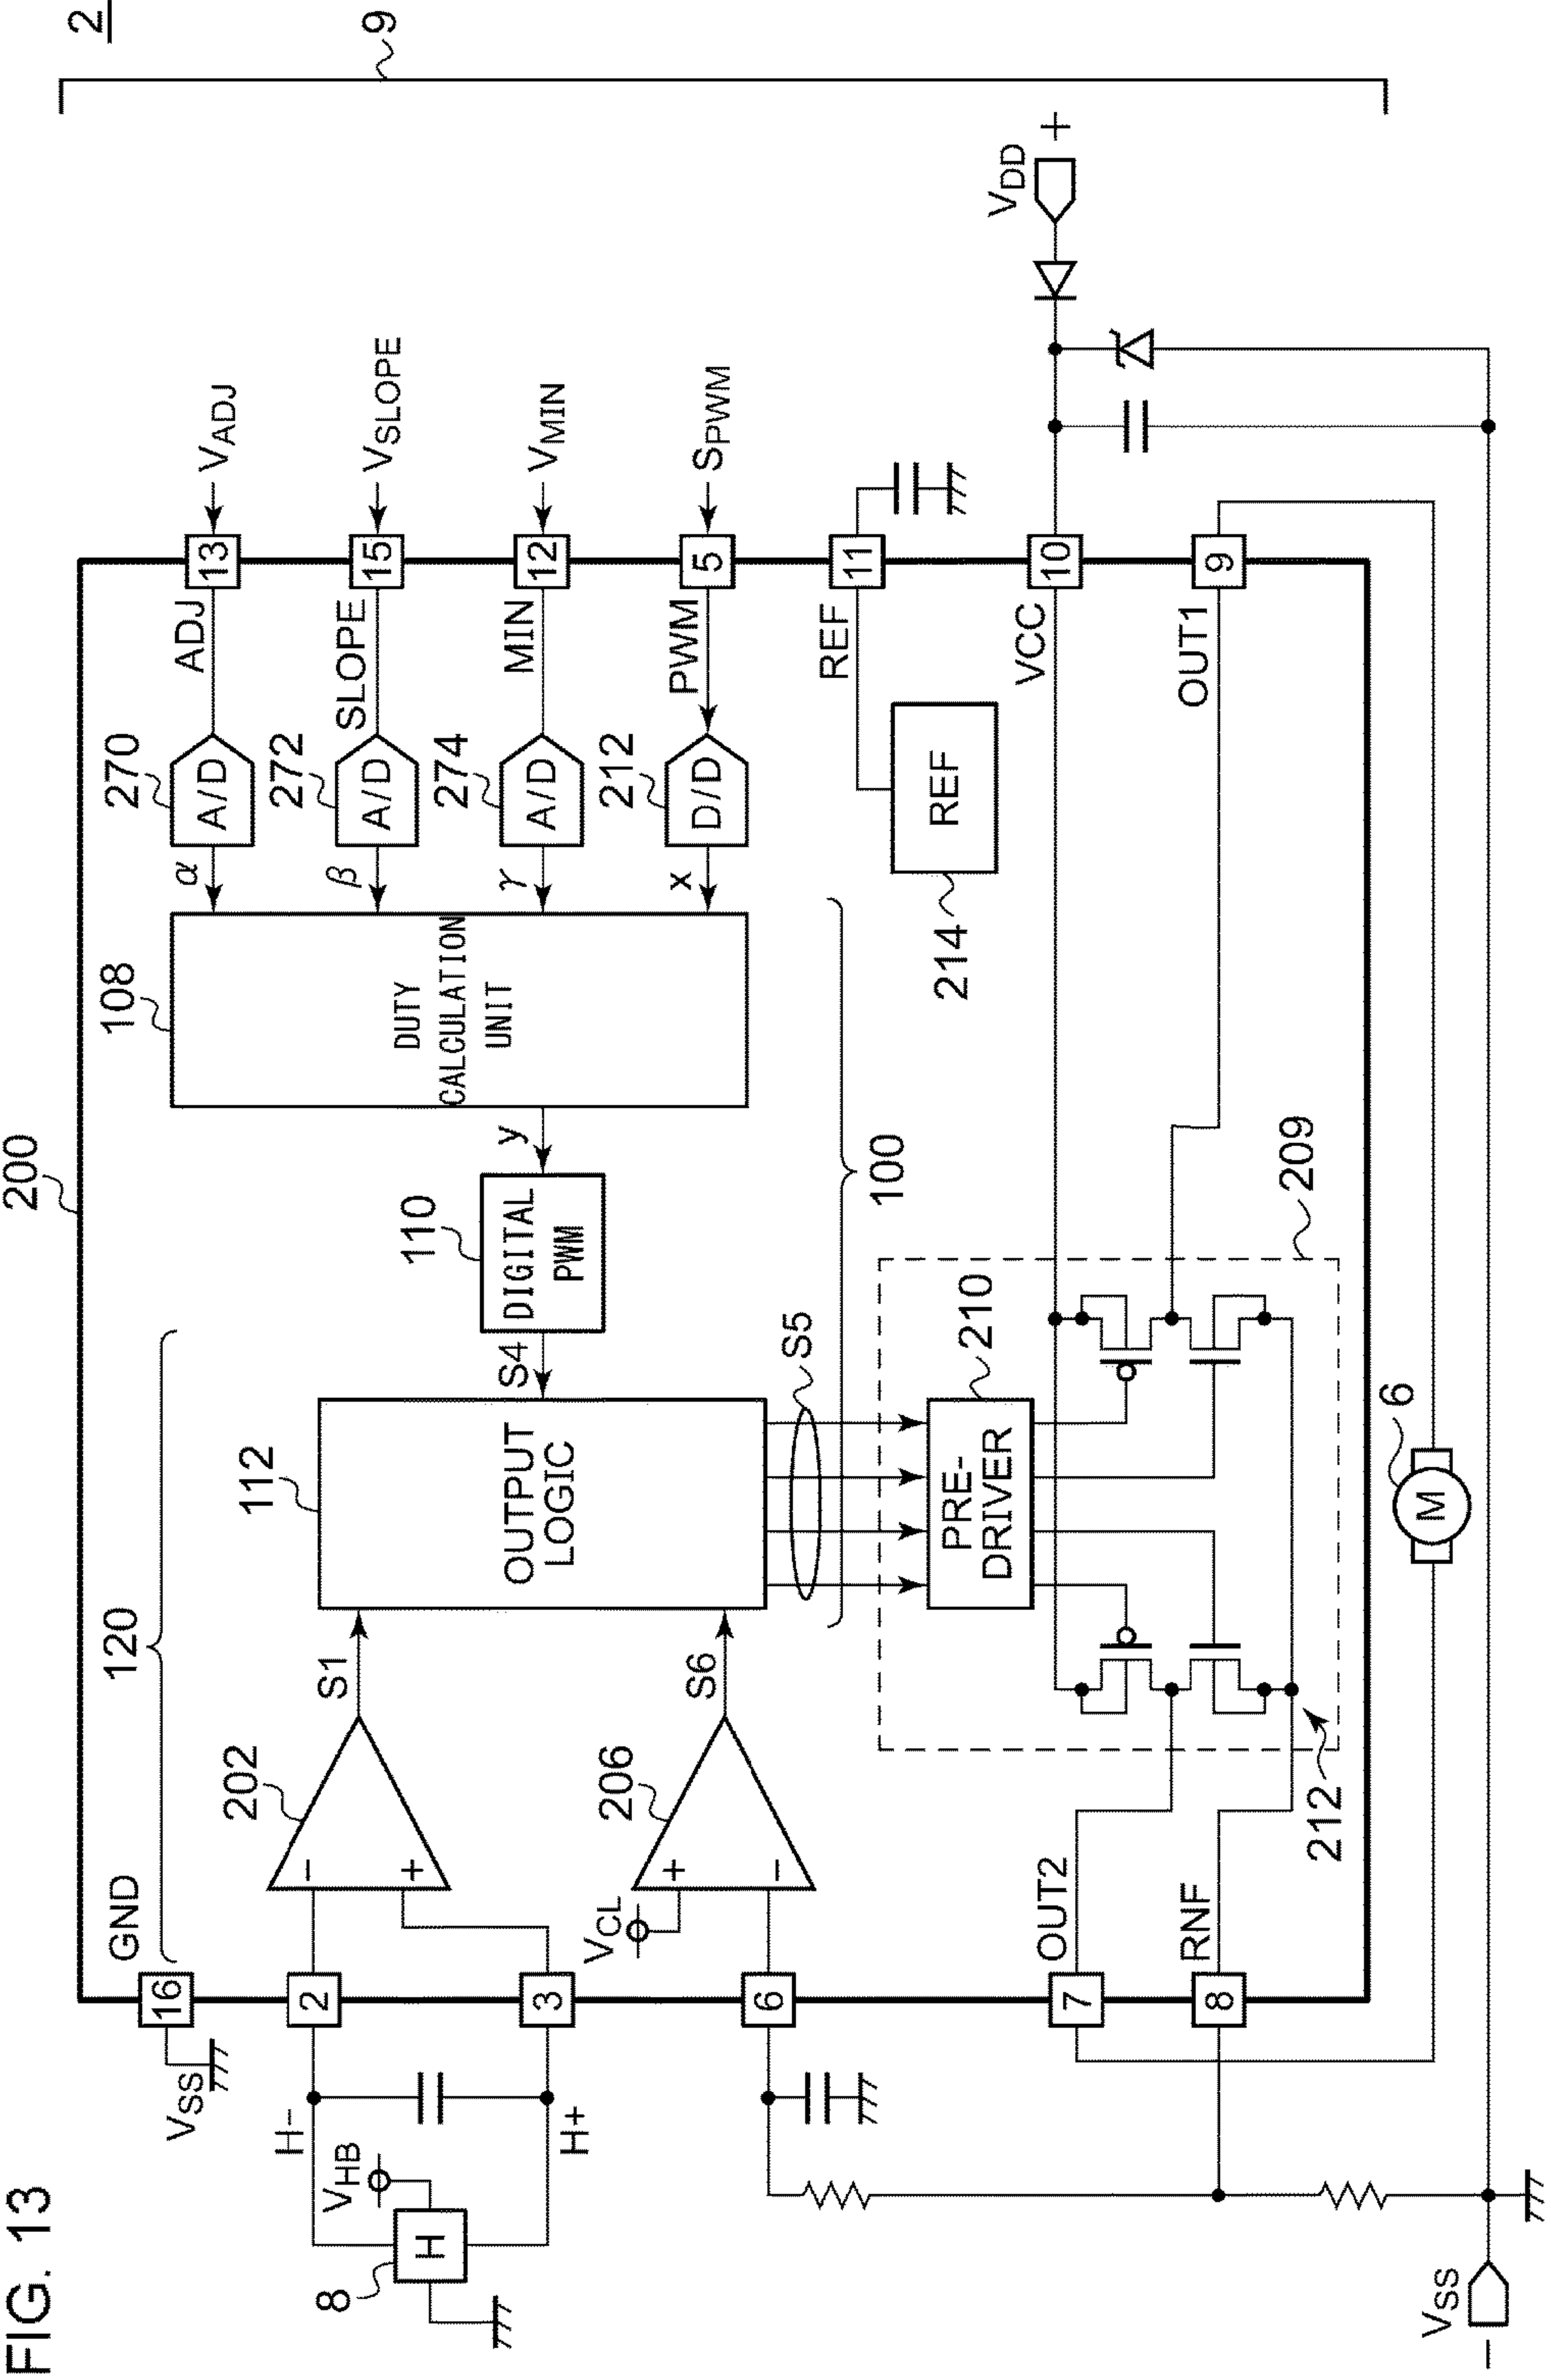 FIG. 13
2
9
200
120
GND
16
VSS
H-
2
3
H+
VHB
H
8
202
-
+
S1
206
+
-
VCL
S6
6
112
OUTPUT
LOGIC
S4
110
DIGITAL
PWM
y
108
DUTY
CALCULATION
UNIT
α
β
γ
x
270
A/D
272
A/D
274
A/D
212
D/D
ADJ
13
VADJ
SLOPE
15
VSLOPE
MIN
12
VMIN
PWM
5
SPWM
100
S5
214
REF
REF
11
VCC
10
VDD
+
OUT1
9
209
210
PRE-
DRIVER
212
OUT2
7
RNF
8
6
M
VSS
-